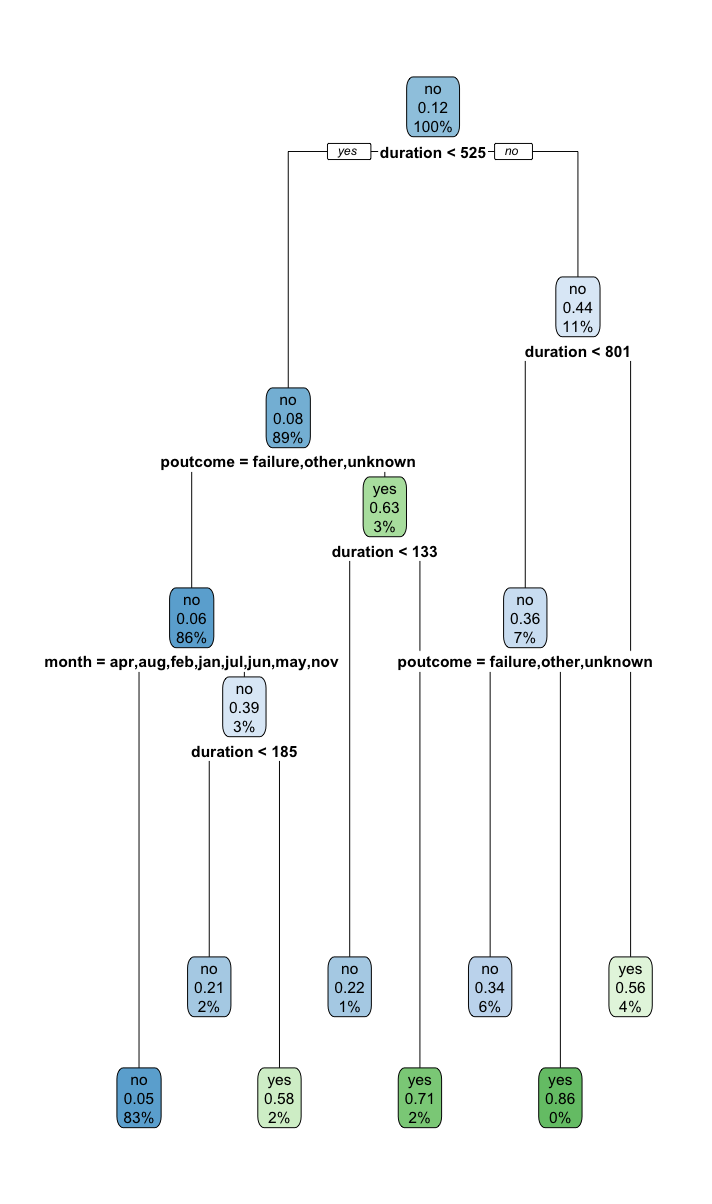 no
0.12
100%
yes
duration < 525
no
no
0.44
11%
duration < 801
no
0.08
89%
poutcome = failure,other,unknown
yes
0.63
3%
duration < 133
no
0.06
86%
month = apr,aug,feb,jan,jul,jun,may,nov
no
0.36
7%
poutcome = failure,other,unknown
no
0.39
3%
duration < 185
no
0.21
2%
no
0.22
1%
no
0.34
6%
yes
0.56
4%
no
0.05
83%
yes
0.58
2%
yes
0.71
2%
yes
0.86
0%